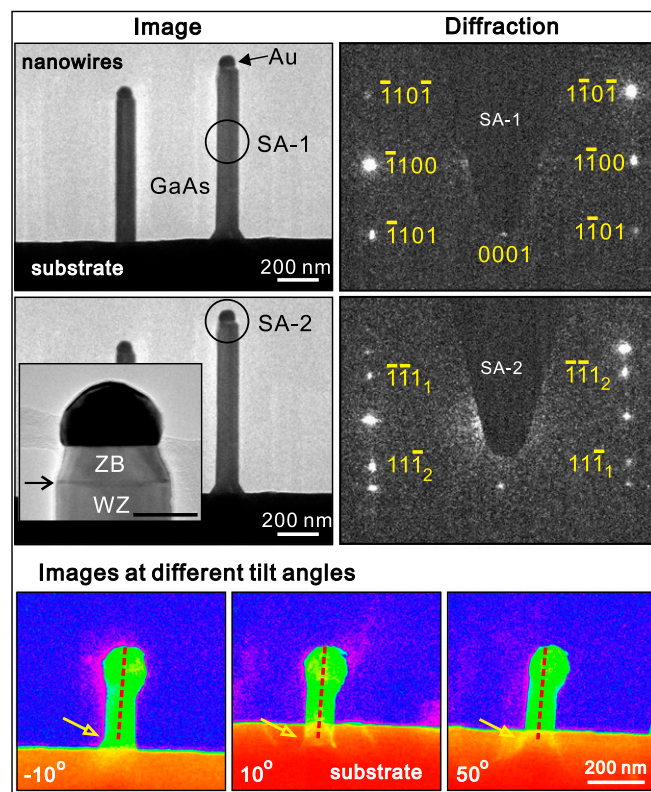 Image
Diffraction
nanowires
Au
SA-1
GaAs
substrate
200 nm
1̅101̅
11̅01̅
SA-1
1̅100
11̅00
1̅101
11̅01
0001
SA-2
200 nm
ZB
WZ
1̅1̅1₁
SA-2
1̅1̅1₂
111̅₂
111̅₁
Images at different tilt angles
-10°
10°
substrate
50°
200 nm